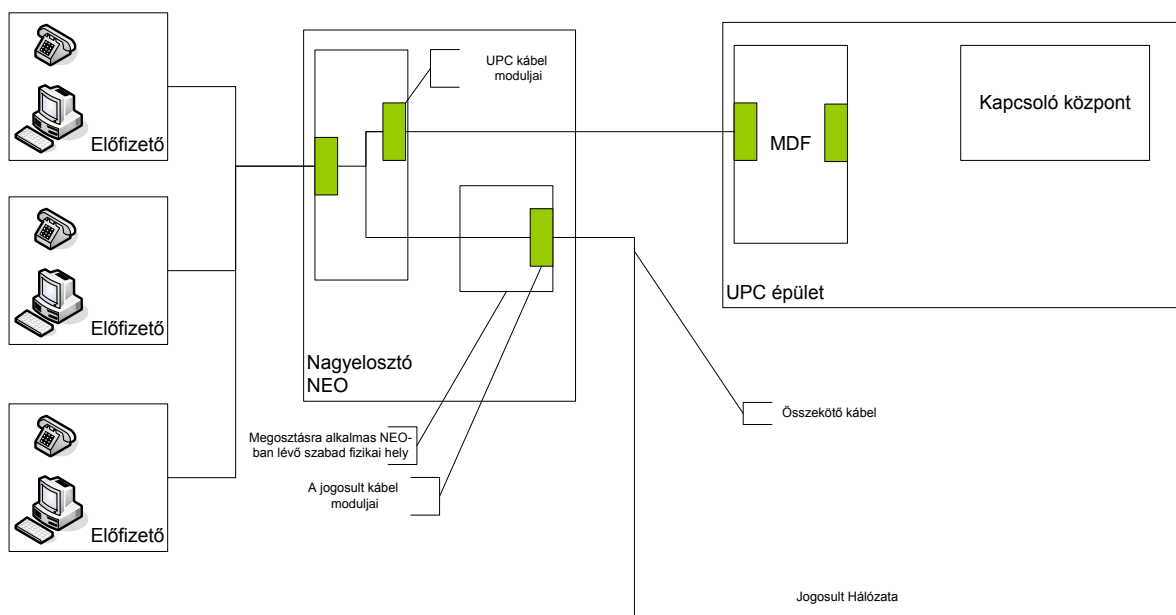 Előfizető
Előfizető
Előfizető
UPC kábel
moduljai
Nagyelosztó
NEO
MDF
Kapcsoló központ
UPC épület
Megosztásra alkalmas NEO-
ban lévő szabad fizikai hely
A jogosult kábel
moduljai
Összekötő kábel
Jogosult Hálózata